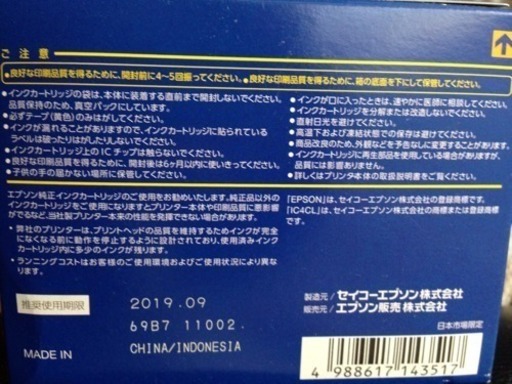 ご注意
●良好な印刷品質を得るために、開封前に4～5回振ってください。 ●良好な印刷品質を得るために、箱の底面を下にして保管してください。
●インクカートリッジの袋は、本体に装着する直前まで開封しないでください。
品質保持のため、真空パックにしています。
●必ずテープ（黄色）のみはがしてください。
●インクが漏れることがありますので、インクカートリッジに貼られている
ラベルは破ったりはがしたりしないでください。
●インクカートリッジ上のICチップは触らないでください。
●良好な印刷品質を得るために、開封後は6ヶ月以内に使いきってください。
●子供の手の届かない場所に保管してください。
●インクが口に入ったときは、速やかに医師に相談してください。
●インクカートリッジを分解または改造しないでください。
●直射日光を避けてください。
●高温下および凍結状態での保存は避けてください。
●商品改良のため、外観などを予告なしに変更することがあります。
●インクカートリッジに再生部品を使用している場合がありますが、
品質には影響ありません。
●詳しくはプリンタ本体の取扱説明書をご覧ください。
エプソン純正インクカートリッジのご使用をお勧めいたします。純正品以外の
インクカートリッジをご使用になりますとプリンタ本体や印刷品質に悪影響
がでるなど、当社製プリンタ本来の性能を発揮できない場合があります。
●弊社のプリンターは、プリントヘッドの品質を維持するためインクが完全
になくなる前に動作を停止するように設計されており、使用済みインク
カートリッジ内に多少のインクが残ります。
●ランニングコストはお客様のご使用環境およびご使用状況により異な
ります。
「EPSON」は、セイコーエプソン株式会社の登録商標です。
「IC4CL」は、セイコーエプソン株式会社の商標または登録商標
です。
推奨使用期限
2019.09
69B7 11002
製造元／セイコーエプソン株式会社
販売元／エプソン販売株式会社
日本市場限定
MADE IN
CHINA/INDONESIA
4 988617 143517